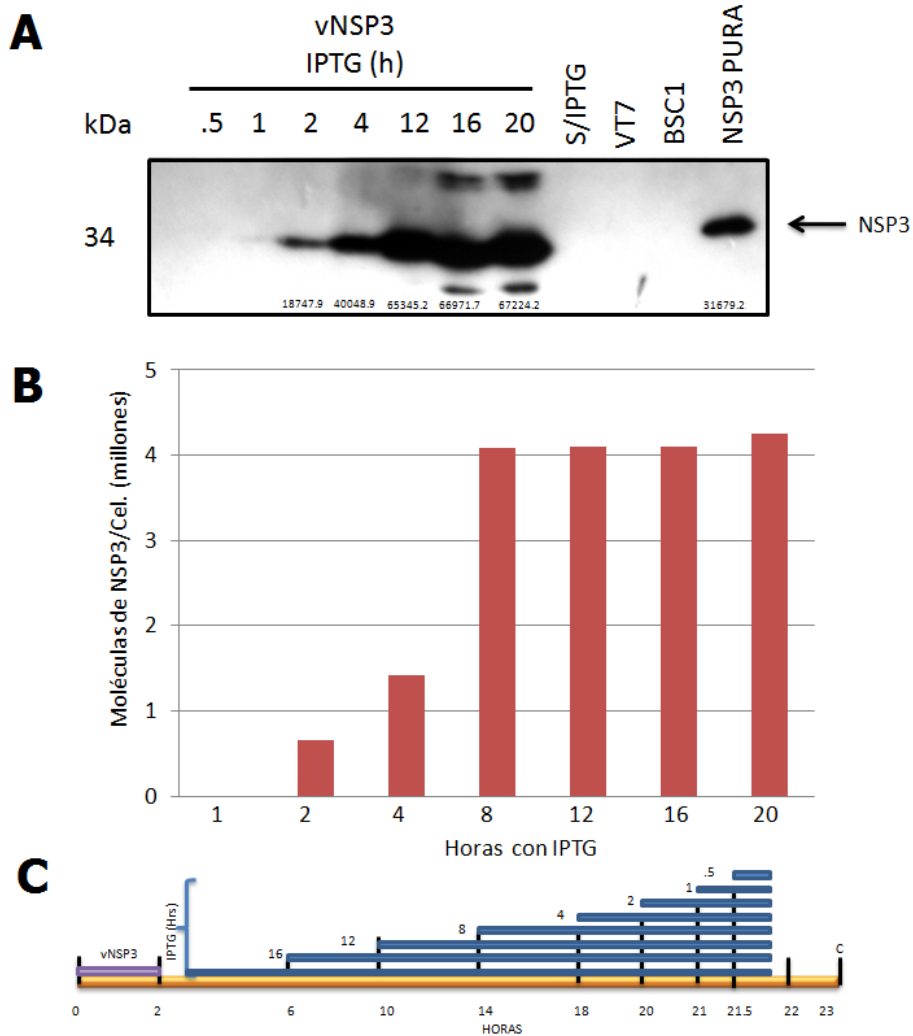 A
vNSP3
IPTG (h)
kDa
.5 1 2 4 12 16 20 S/IPTG VT7 BSC1 NSP3 PURA
34
NSP3
18747.9 40048.9 65345.2 66971.7 67224.2 31679.2
B
Moléculas de NSP3/Cel. (millones)
5
4
3
2
1
0
1 2 4 8 12 16 20
Horas con IPTG
C
IPTG (Hrs)
.5
1
2
4
8
12
16
vNSP3
C
0 2 6 10 14 18 20 21 21.5 22 23
HORAS